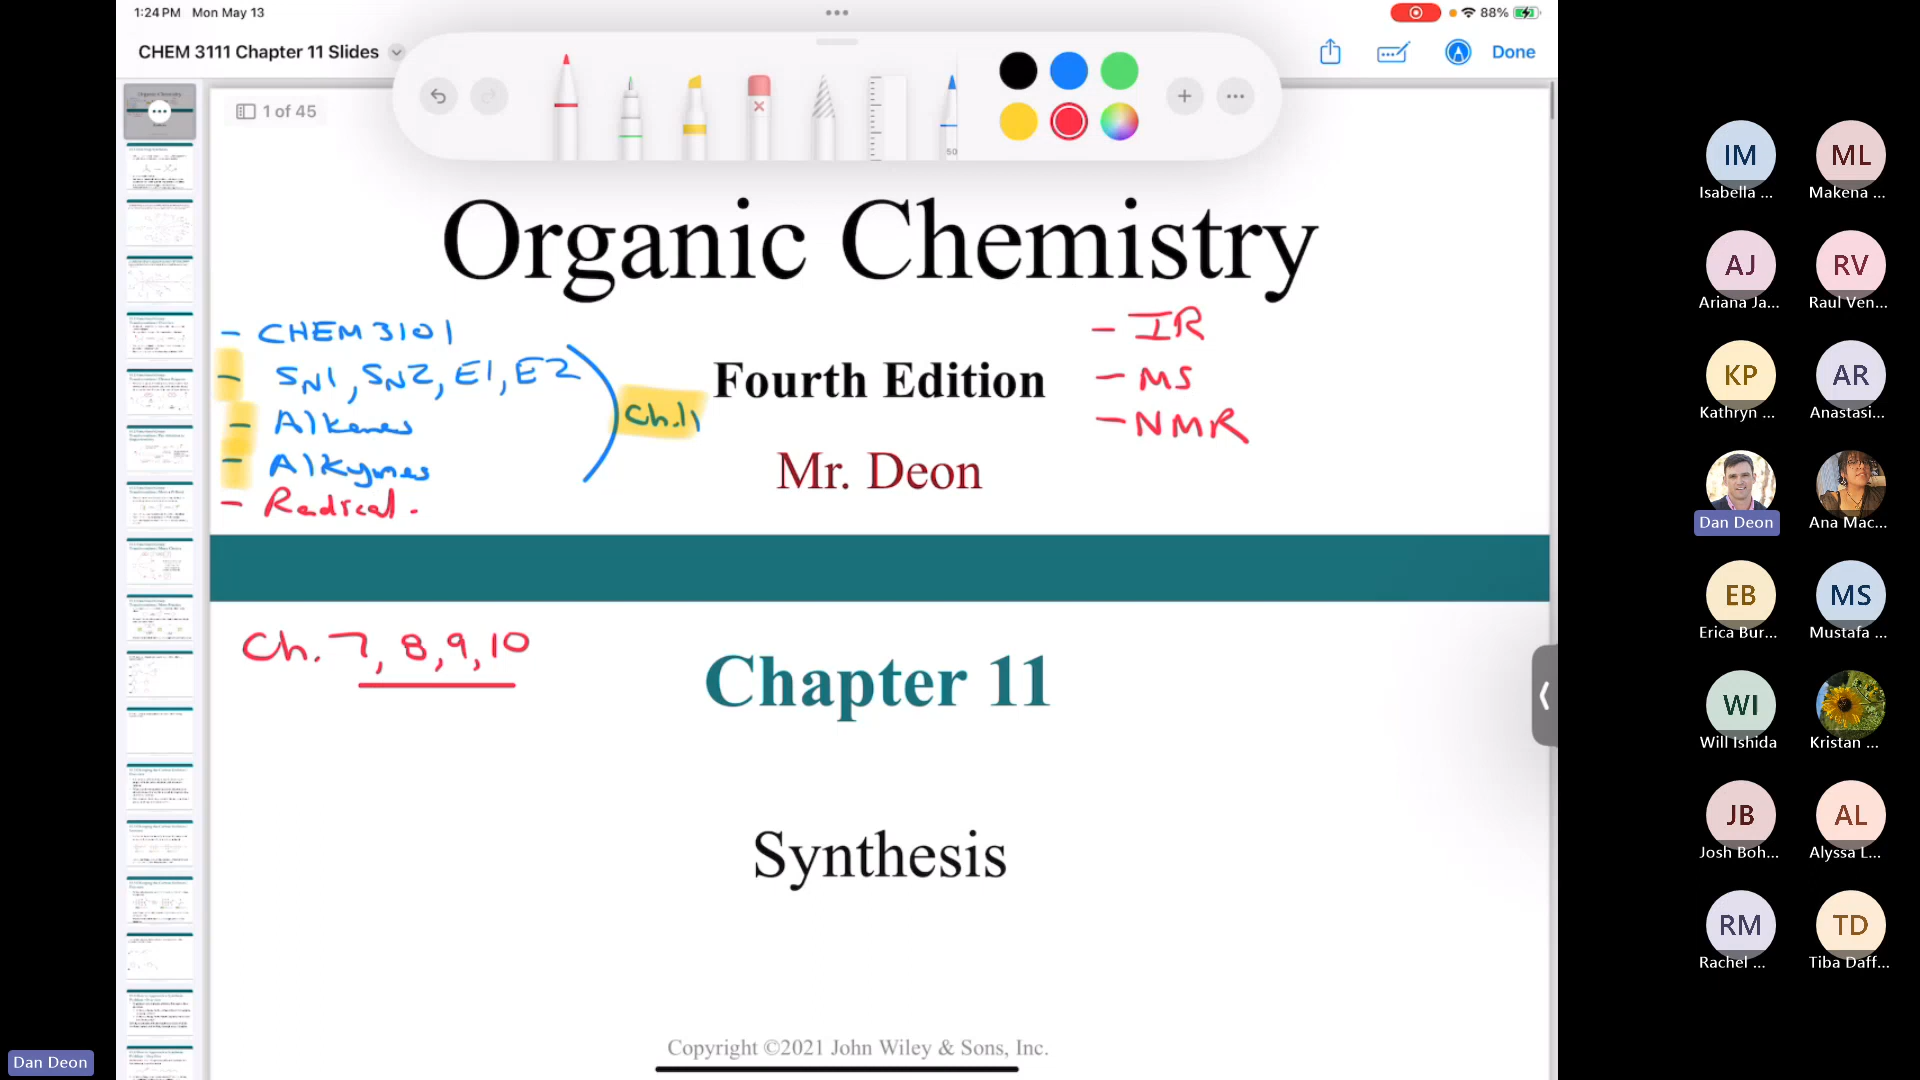 1:24 PM Mon May 13
88%
CHEM 3111 Chapter 11 Slides
Done
1 of 45
50
Organic Chemistry
- CHEM 3101
- SN1, SN2, E1, E2
- Alkenes
- Alkynes
- Radical.
Ch. 11
Fourth Edition
Mr. Deon
- IR
- MS
- NMR
Ch. 7, 8, 9, 10
Chapter 11
Synthesis
Copyright ©2021 John Wiley & Sons, Inc.
IM
Isabella ...
ML
Makena ...
AJ
Ariana Ja...
RV
Raul Ven...
KP
Kathryn ...
AR
Anastasi...
Dan Deon
Ana Mac...
EB
Erica Bur...
MS
Mustafa ...
WI
Will Ishida
Kristan ...
JB
Josh Boh...
AL
Alyssa L...
RM
Rachel ...
TD
Tiba Daff...
Dan Deon